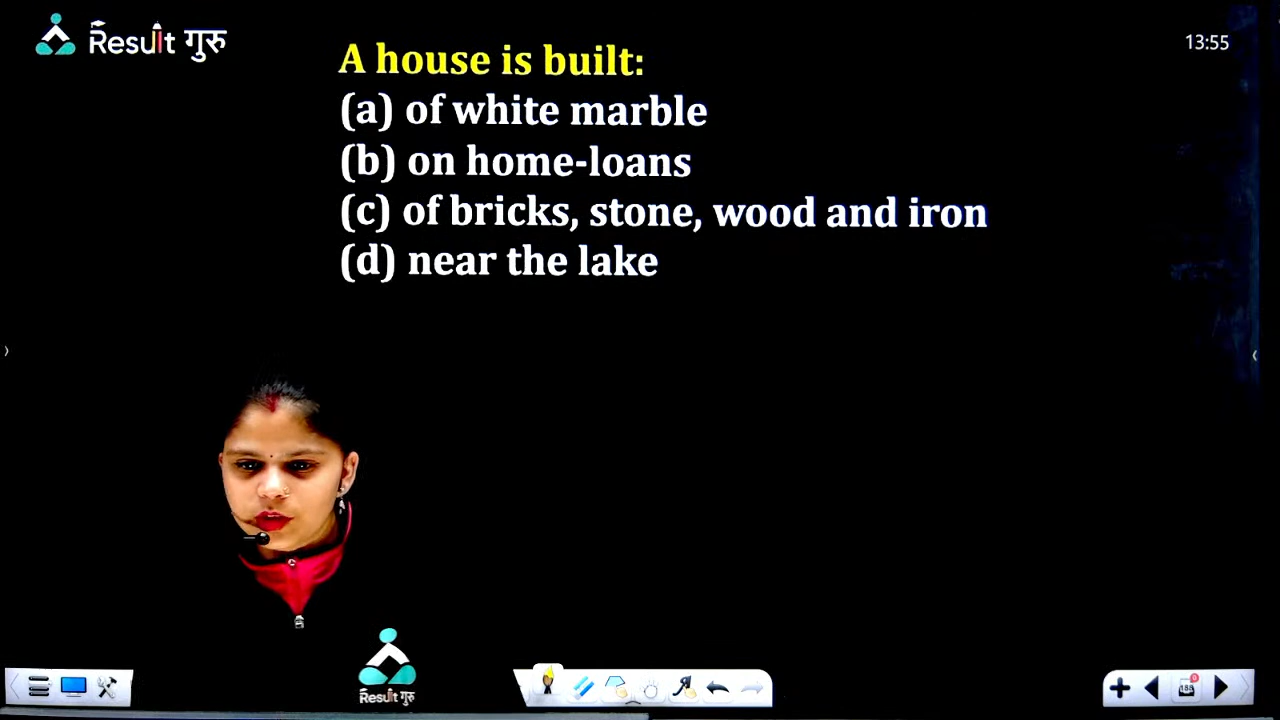 Result गुरु
13:55
A house is built:
(a) of white marble
(b) on home-loans
(c) of bricks, stone, wood and iron
(d) near the lake
Result गुरु
188